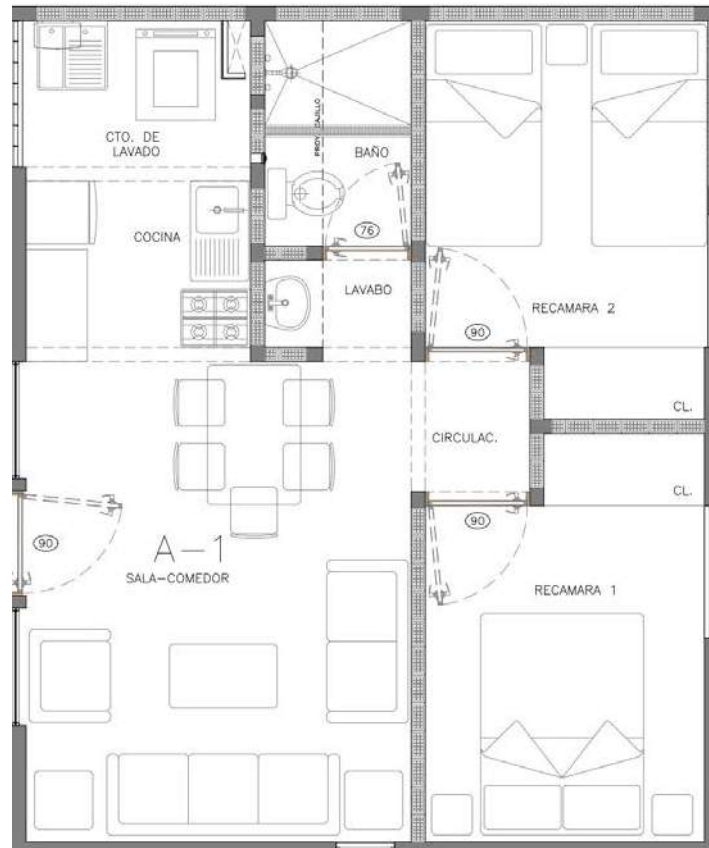 CTO. DE
LAVADO
PROY. CAJILLO
BAÑO
76
COCINA
LAVABO
RECAMARA 2
90
CL.
CIRCULAC.
CL.
90
90
A-1
SALA-COMEDOR
RECAMARA 1